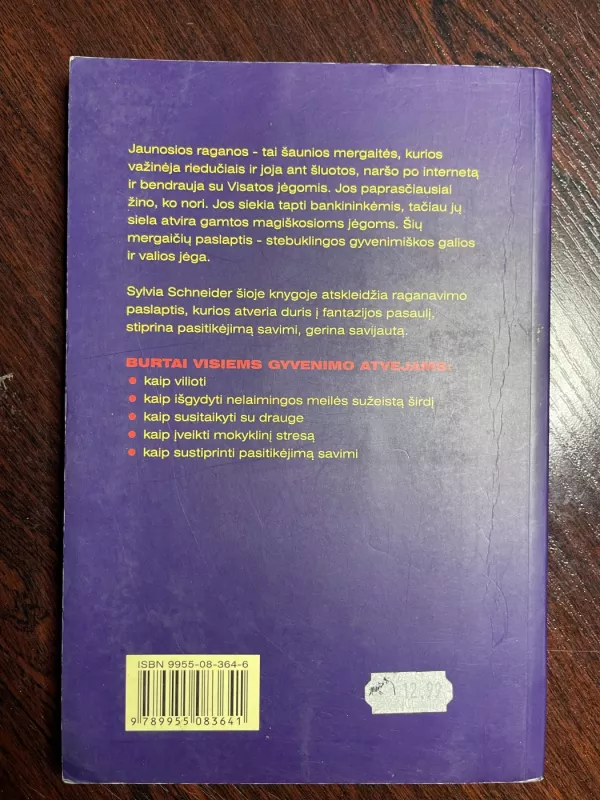 Jaunosios raganos - tai šaunios mergaitės, kurios
važinėja riedučiais ir joja ant šluotos, naršo po internetą
ir bendrauja su Visatos jėgomis. Jos paprasčiausiai
žino, ko nori. Jos siekia tapti bankininkėmis, tačiau jų
siela atvira gamtos magiškosioms jėgoms. Šių
mergaičių paslaptis - stebuklingos gyvenimiškos galios
ir valios jėga.
Sylvia Schneider šioje knygoje atskleidžia raganavimo
paslaptis, kurios atveria duris į fantazijos pasaulį,
stiprina pasitikėjimą savimi, gerina savijautą.
BURTAI VISIEMS GYVENIMO ATVEJAMS:
kaip vilioti
kaip išgydyti nelaimingos meilės sužeistą širdį
kaip susitaikyti su drauge
kaip įveikti mokyklinį stresą
kaip sustiprinti pasitikėjimą savimi
ISBN 9955-08-364-6
9 789955 083641
12.99